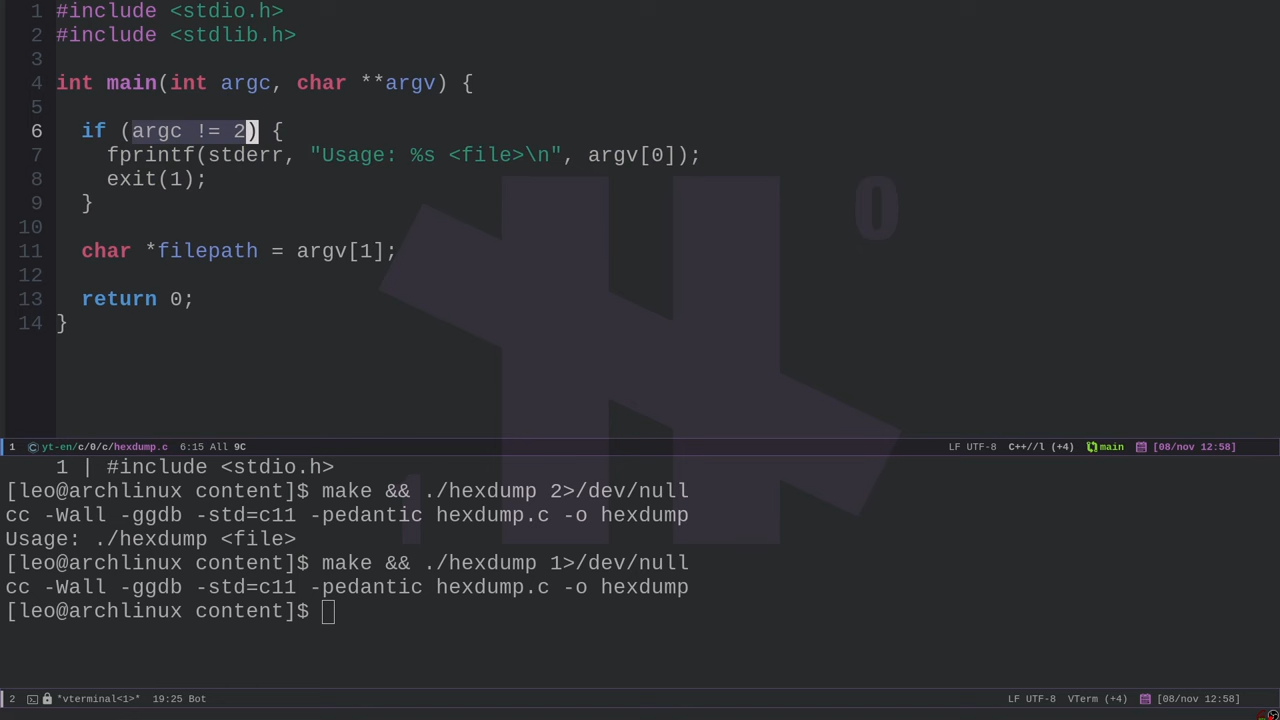 1 #include <stdio.h>
2 #include <stdlib.h>
3
4 int main(int argc, char **argv) {
5
6   if (argc != 2) {
7     fprintf(stderr, "Usage: %s <file>\n", argv[0]);
8     exit(1);
9   }
10
11   char *filepath = argv[1];
12
13   return 0;
14 }
0
1 yt-en/c/0/c/hexdump.c 6:15 All 9C LF UTF-8 C++//l (+4) main [08/nov 12:58]
1 | #include <stdio.h>
[leo@archlinux content]$ make && ./hexdump 2>/dev/null
cc -Wall -ggdb -std=c11 -pedantic hexdump.c -o hexdump
Usage: ./hexdump <file>
[leo@archlinux content]$ make && ./hexdump 1>/dev/null
cc -Wall -ggdb -std=c11 -pedantic hexdump.c -o hexdump
[leo@archlinux content]$
2 *vterminal<1>* 19:25 Bot LF UTF-8 VTerm (+4) [08/nov 12:58]